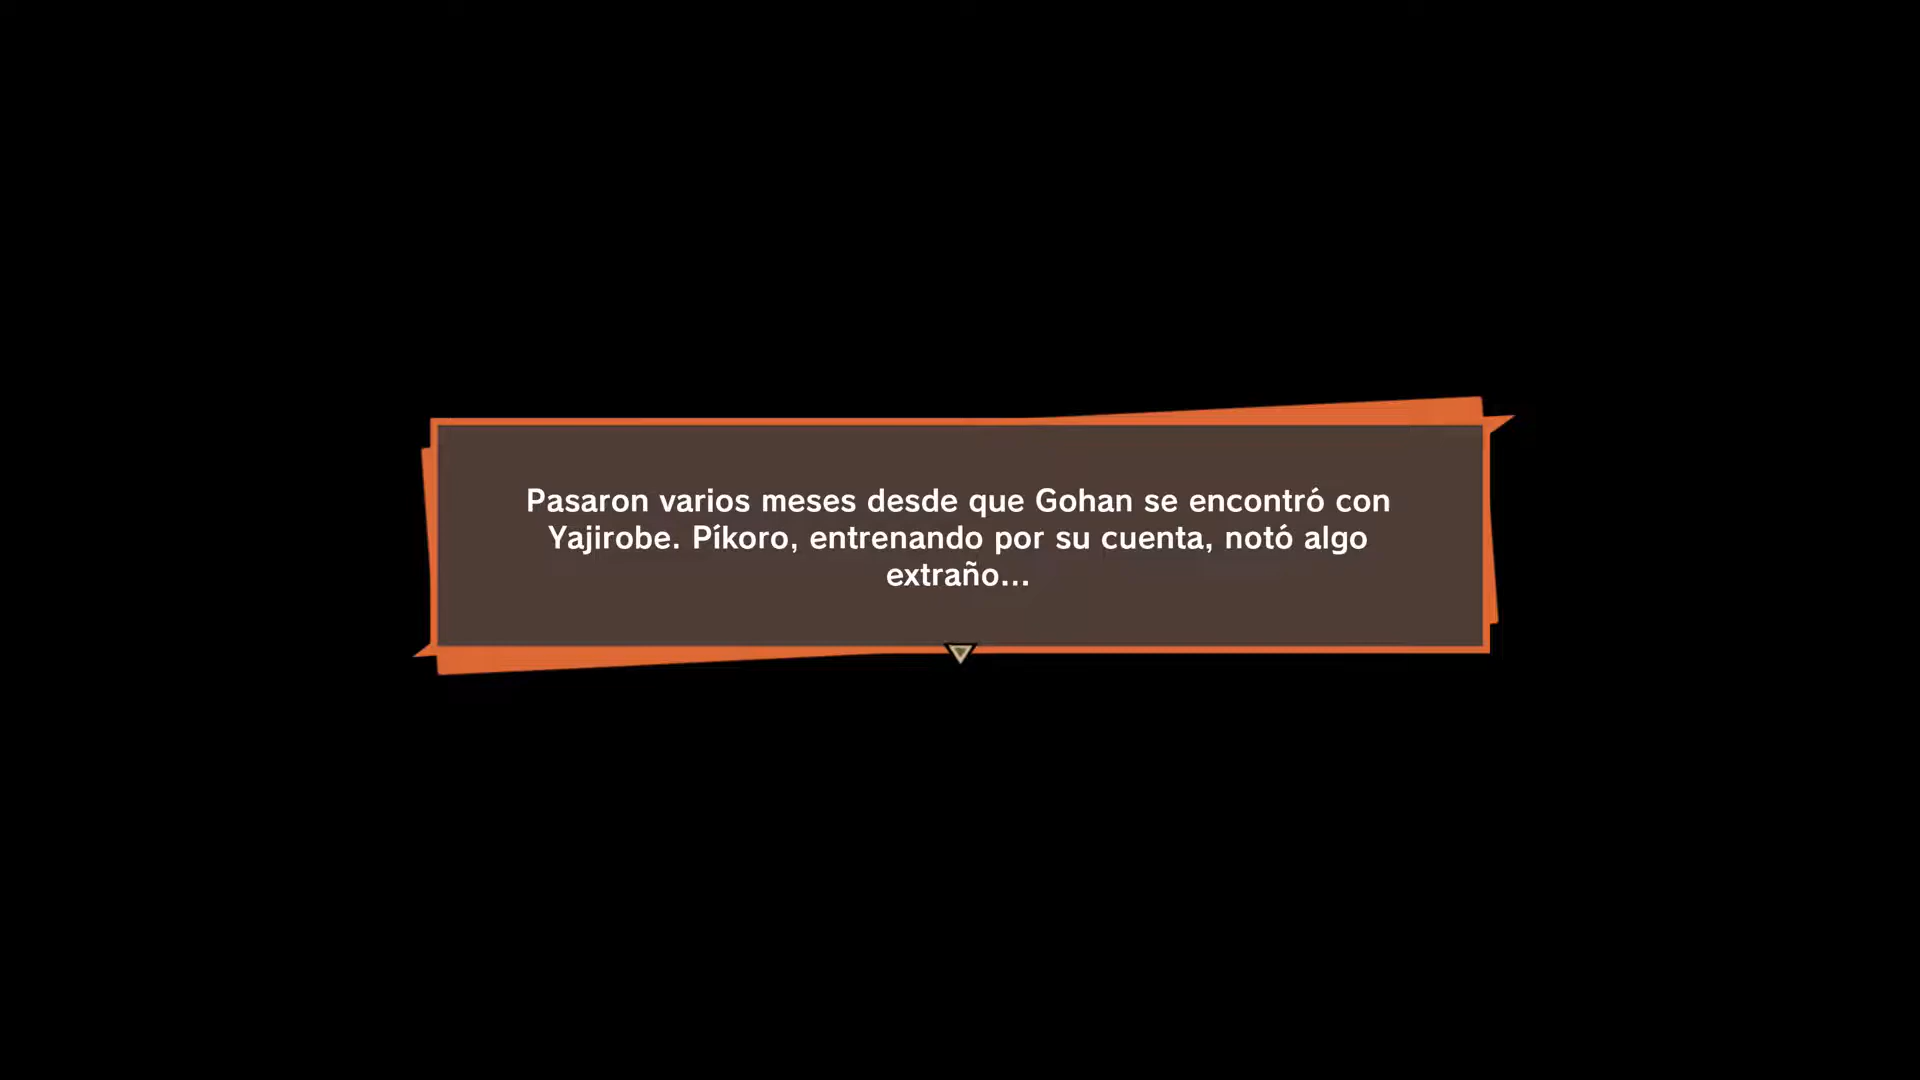 Pasaron varios meses desde que Gohan se encontró con
Yajirobe. Píkoro, entrenando por su cuenta, notó algo
extraño...